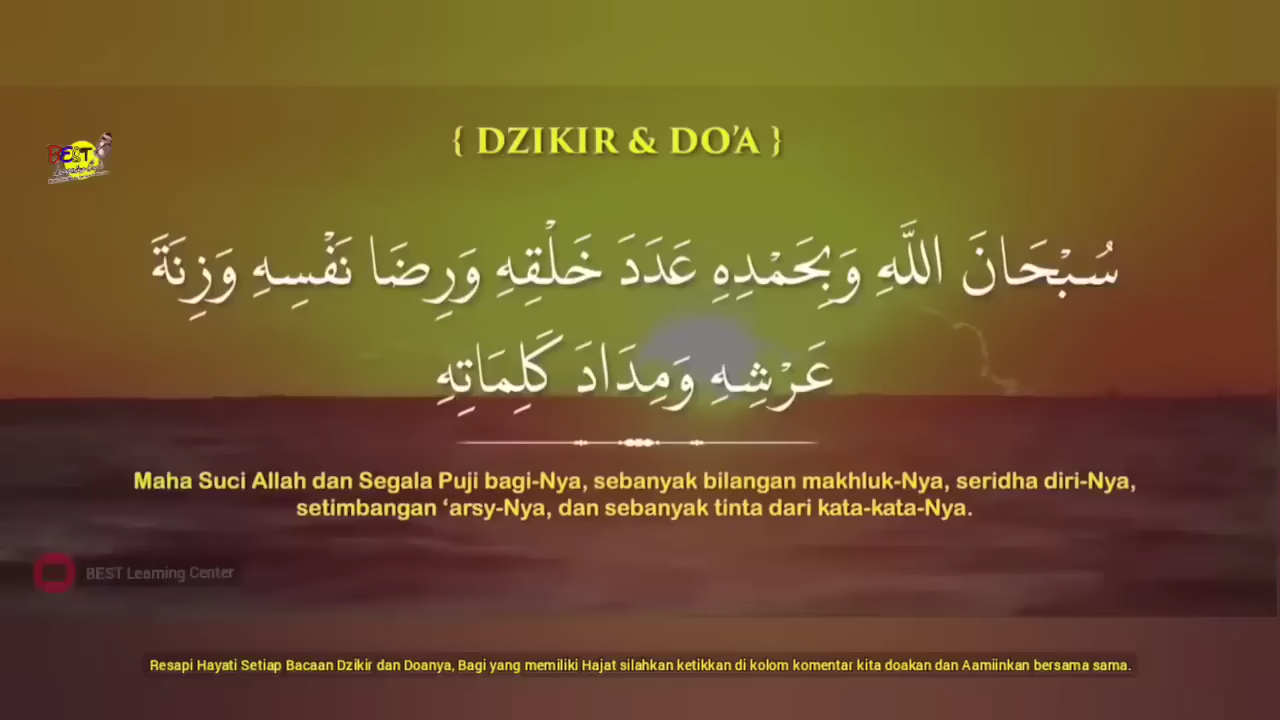 { DZIKIR & DO’A }
BEST
سُبْحَانَ اللَّهِ وَبِحَمْدِهِ عَدَدَ خَلْقِهِ وَرِضَا نَفْسِهِ وَزِنَةَ
عَرْشِهِ وَمِدَادَ كَلِمَاتِهِ
Maha Suci Allah dan Segala Puji bagi-Nya, sebanyak bilangan makhluk-Nya, seridha diri-Nya,
setimbangan ‘arsy-Nya, dan sebanyak tinta dari kata-kata-Nya.
BEST Learning Center
Resapi Hayati Setiap Bacaan Dzikir dan Doanya, Bagi yang memiliki Hajat silahkan ketikkan di kolom komentar kita doakan dan Aamiinkan bersama sama.